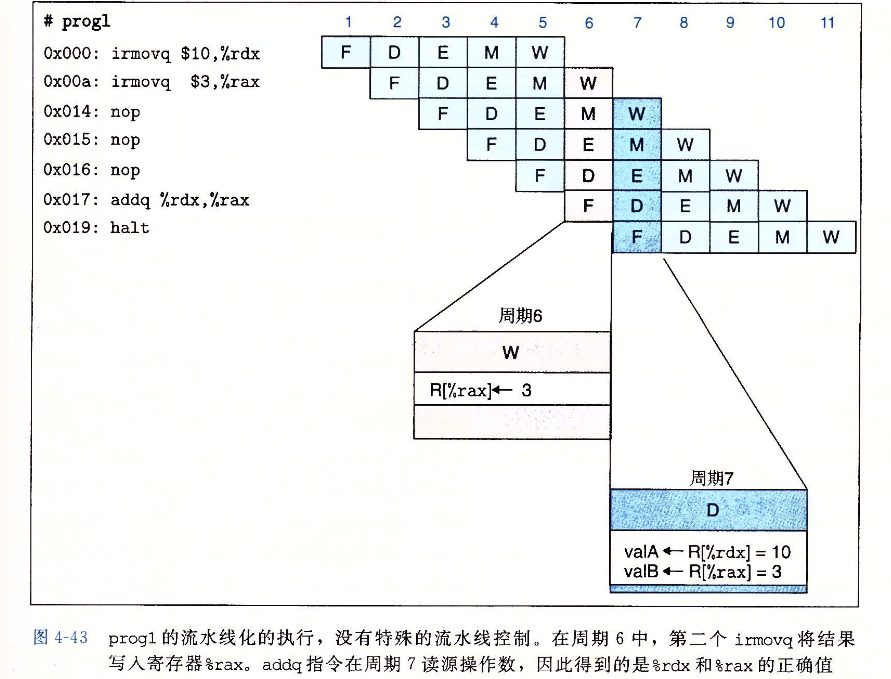 # prog1
1 2 3 4 5 6 7 8 9 10 11
0x000: irmovq $10,%rdx F D E M W
0x00a: irmovq $3,%rax F D E M W
0x014: nop F D E M W
0x015: nop F D E M W
0x016: nop F D E M W
0x017: addq %rdx,%rax F D E M W
0x019: halt F D E M W
周期6
W
R[%rax]← 3
周期7
D
valA ← R[%rdx] = 10
valB ← R[%rax] = 3
图 4-43 prog1 的流水线化的执行，没有特殊的流水线控制。在周期 6 中，第二个 irmovq 将结果
写入寄存器%rax。addq 指令在周期 7 读源操作数，因此得到的是%rdx 和%rax 的正确值